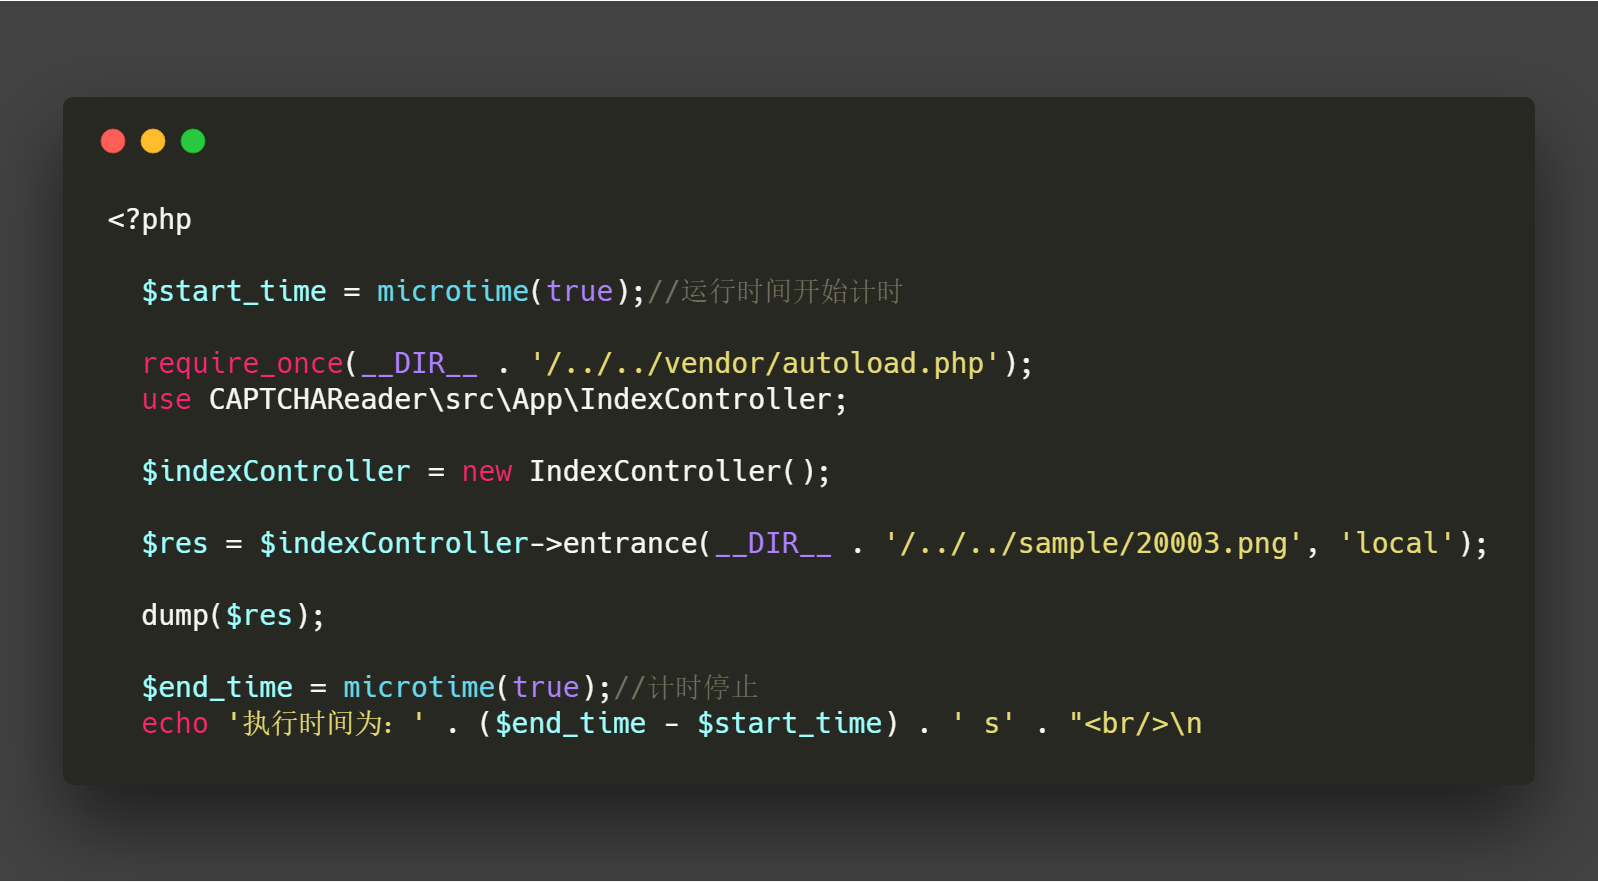 <?php
$start_time = microtime(true);//运行时间开始计时
require_once(__DIR__ . '/../../vendor/autoload.php');
use CAPTCHAReader\src\App\IndexController;
$indexController = new IndexController();
$res = $indexController->entrance(__DIR__ . '/../../sample/20003.png', 'local');
dump($res);
$end_time = microtime(true);//计时停止
echo '执行时间为：' . ($end_time - $start_time) . ' s' . "<br/>\n